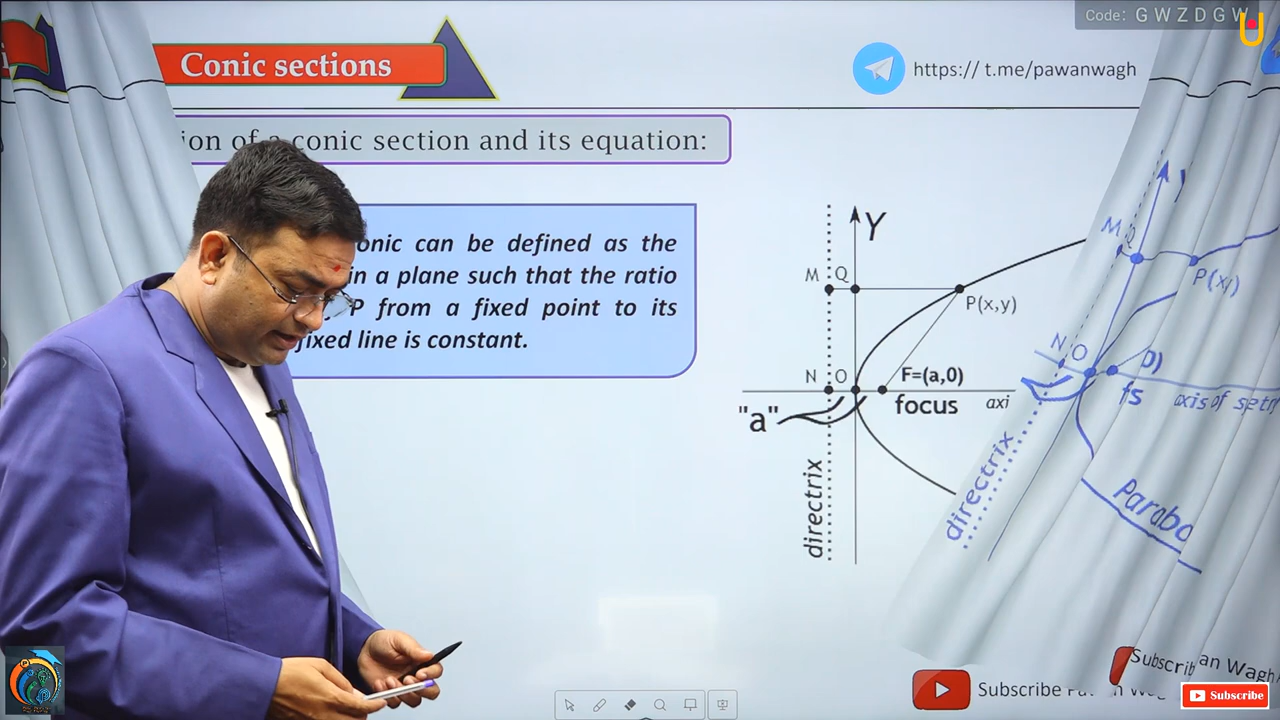 Code: G W Z D G W
Conic sections
https:// t.me/pawanwagh
ion of a conic section and its equation:
onic can be defined as the
in a plane such that the ratio
P from a fixed point to its
fixed line is constant.
Y
M Q
P(x,y)
N O F=(a,0)
focus axi
"a"
directrix
M Q
P(x)
N O
fs axis of
directrix
Parabo
Subscrib an Wagh
Subscribe
Subscribe